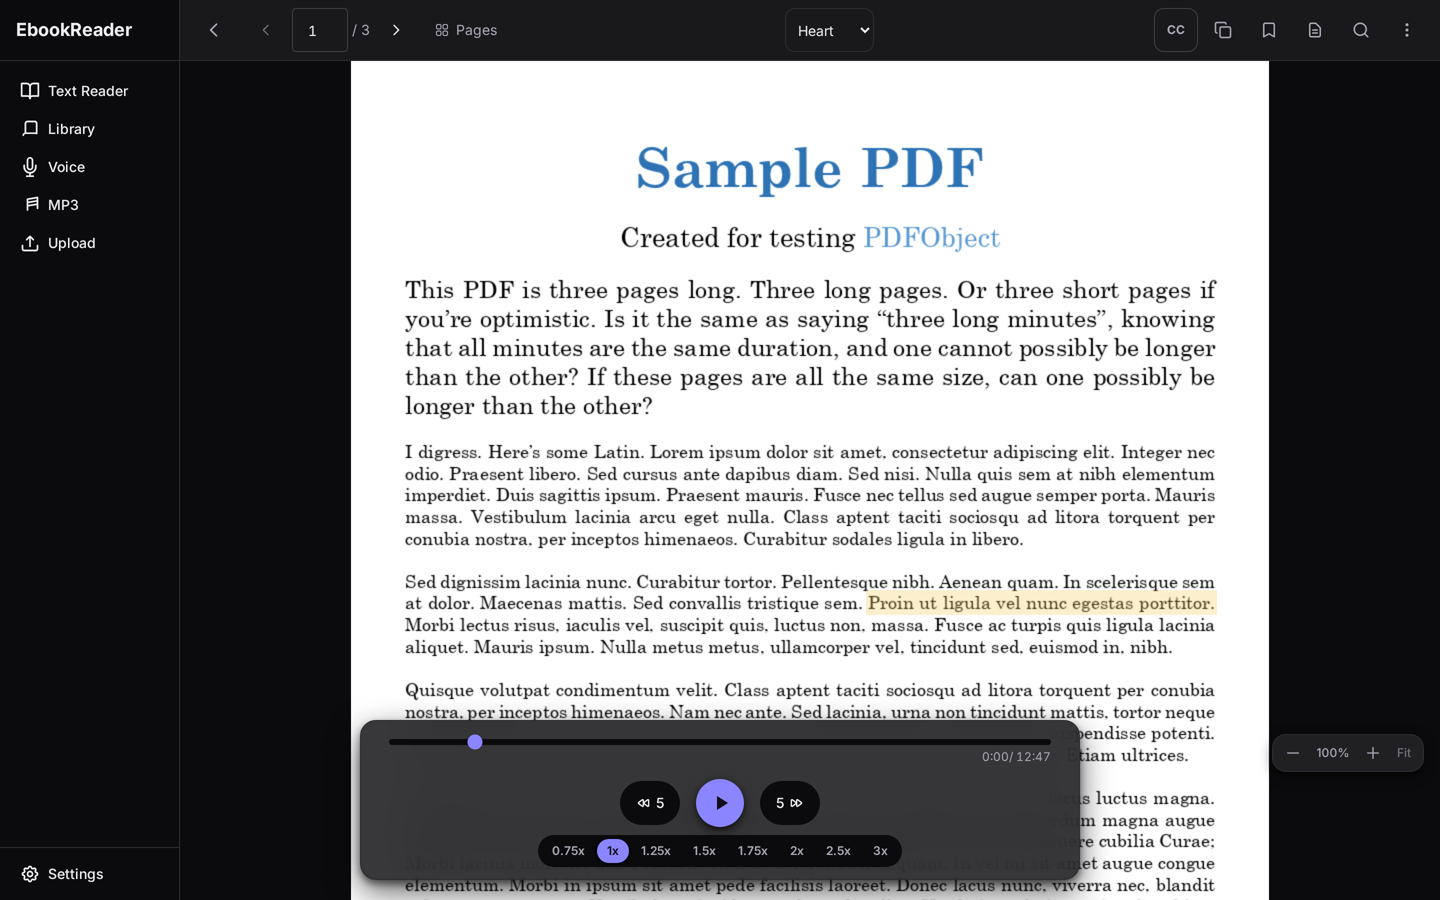 EbookReader
1 / 3
Pages
Heart
CC
Text Reader
Library
Voice
MP3
Upload
Settings
Sample PDF
Created for testing PDFObject
This PDF is three pages long. Three long pages. Or three short pages if
you’re optimistic. Is it the same as saying “three long minutes”, knowing
that all minutes are the same duration, and one cannot possibly be longer
than the other? If these pages are all the same size, can one possibly be
longer than the other?
I digress. Here’s some Latin. Lorem ipsum dolor sit amet, consectetur adipiscing elit. Integer nec
odio. Praesent libero. Sed cursus ante dapibus diam. Sed nisi. Nulla quis sem at nibh elementum
imperdiet. Duis sagittis ipsum. Praesent mauris. Fusce nec tellus sed augue semper porta. Mauris
massa. Vestibulum lacinia arcu eget nulla. Class aptent taciti sociosqu ad litora torquent per
conubia nostra, per inceptos himenaeos. Curabitur sodales ligula in libero.
Sed dignissim lacinia nunc. Curabitur tortor. Pellentesque nibh. Aenean quam. In scelerisque sem
at dolor. Maecenas mattis. Sed convallis tristique sem. Proin ut ligula vel nunc egestas porttitor.
Morbi lectus risus, iaculis vel, suscipit quis, luctus non, massa. Fusce ac turpis quis ligula lacinia
aliquet. Mauris ipsum. Nulla metus metus, ullamcorper vel, tincidunt sed, euismod in, nibh.
Quisque volutpat condimentum velit. Class aptent taciti sociosqu ad litora torquent per conubia
nostra, per inceptos himenaeos. Nam nec ante. Sed lacinia, urna non tincidunt mattis, tortor neque
potenti.
Etiam ultrices.
luctus magna.
magna augue
cubilia Curae;
amet augue congue
elementum. Morbi in ipsum sit amet pede facilisis laoreet. Donec lacus nunc, viverra nec, blandit
0:00/ 12:47
5
5
0.75x 1x 1.25x 1.5x 1.75x 2x 2.5x 3x
100% Fit